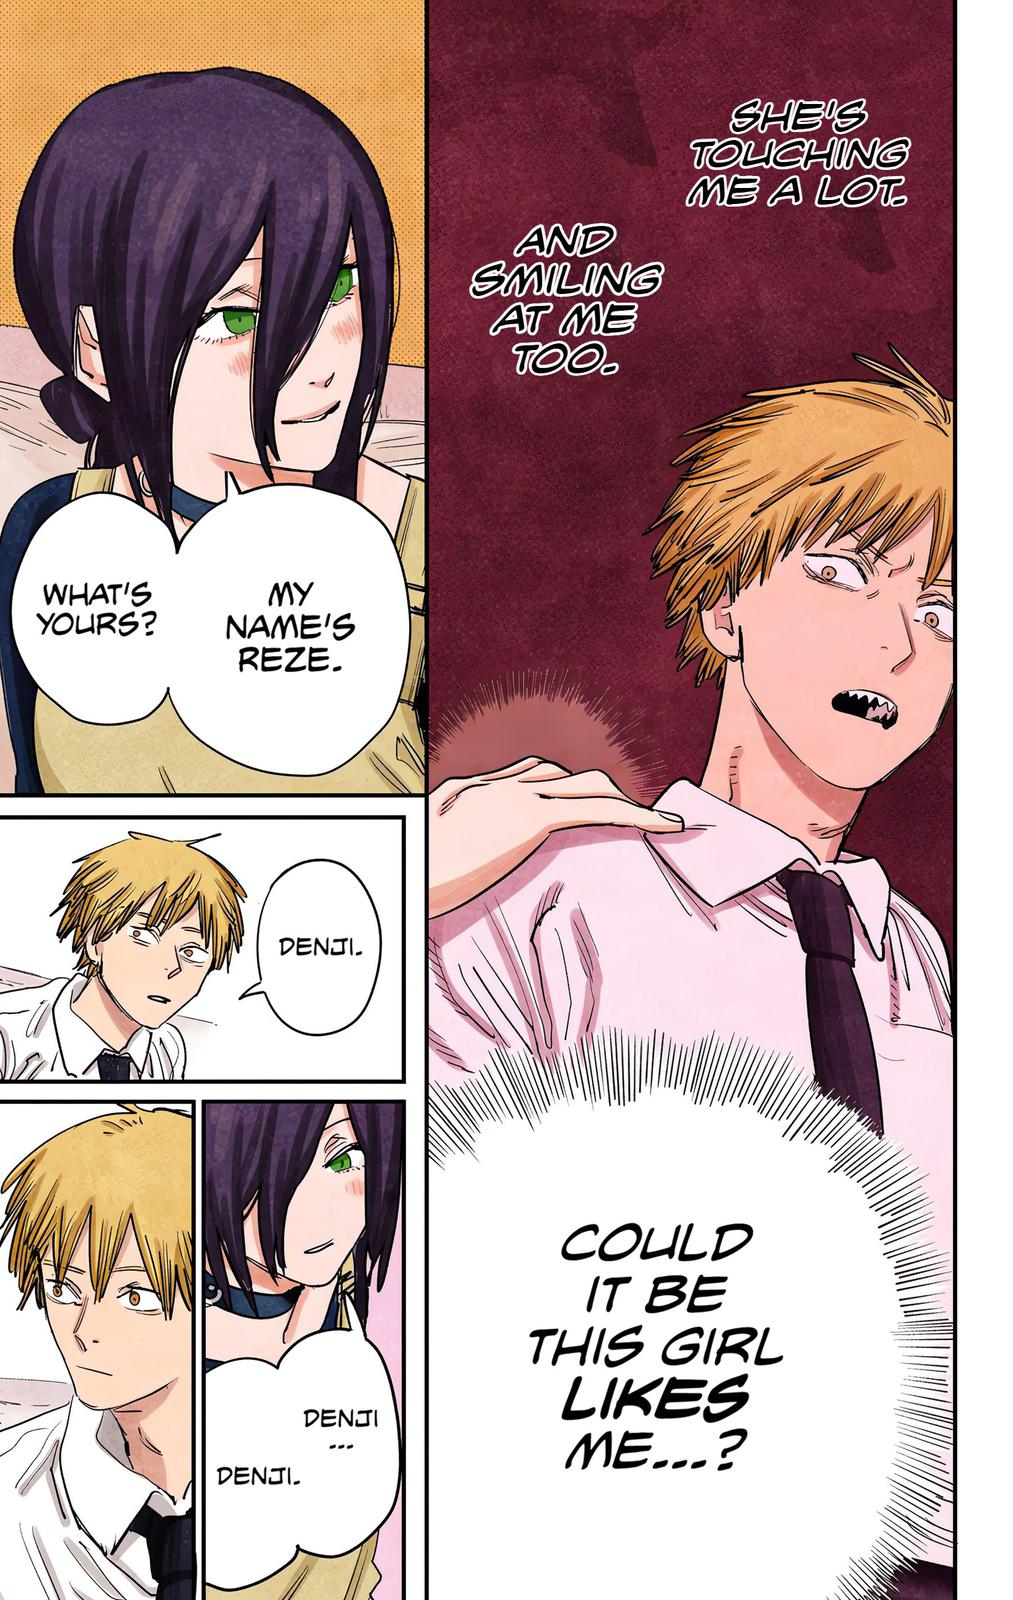 SHE'S
TOUCHING
ME A LOT.
AND
SMILING
AT ME
TOO.
COULD
IT BE
THIS GIRL
LIKES
ME...?
MY
NAME'S
REZE.
WHAT'S
YOURS?
DENJI.
DENJI
...
DENJI.